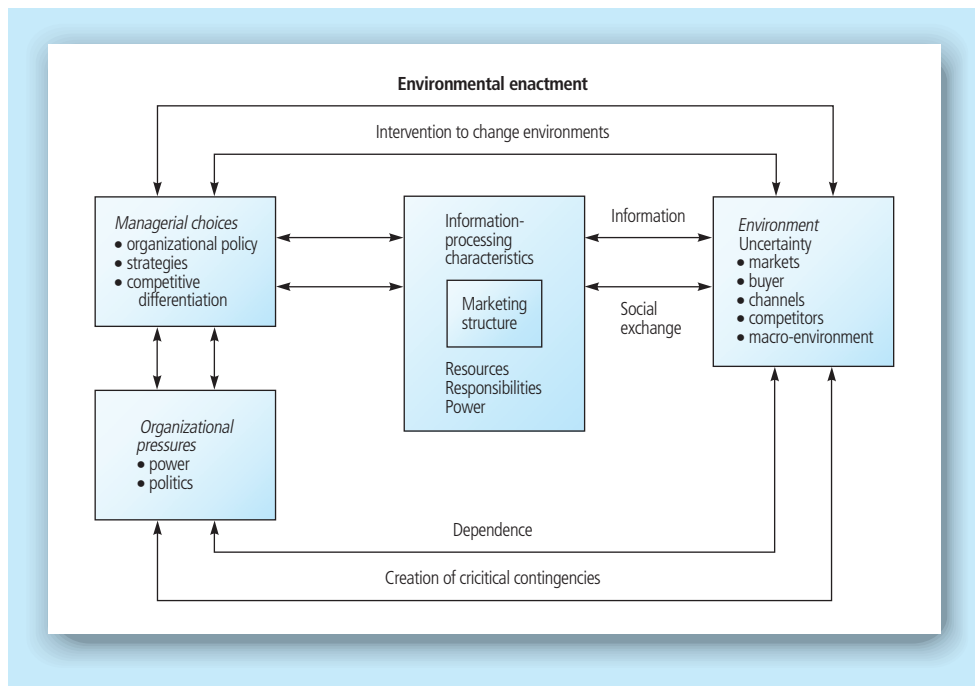 Environmental enactment
Intervention to change environments
Managerial choices
• organizational policy
• strategies
• competitive
differentiation
Information-
processing
characteristics
Marketing
structure
Resources
Responsibilities
Power
Information
Social
exchange
Environment
Uncertainty
• markets
• buyer
• channels
• competitors
• macro-environment
Organizational
pressures
• power
• politics
Dependence
Creation of cricitical contingencies